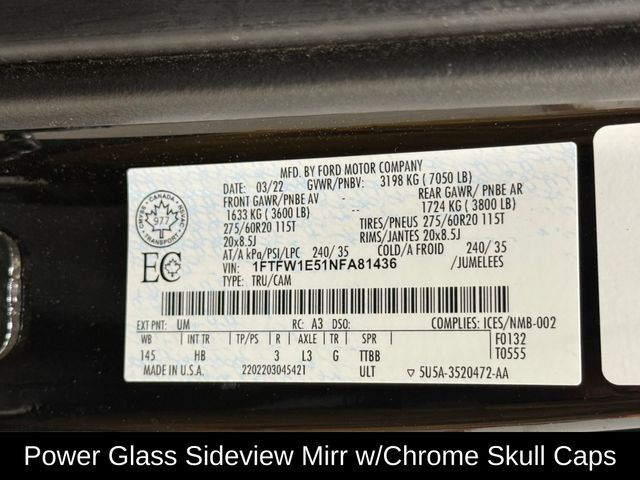 MFD. BY FORD MOTOR COMPANY
DATE: 03/22 GVWR/PNBV: 3198 KG ( 7050 LB)
FRONT GAWR/PNBE AV REAR GAWR / PNBE AR
1633 KG ( 3600 LB) -- 1724 KG ( 3800 LB)
275/60R20 115T TIRES/PNEUS 275/60R20 115T
20x8.5J RIMS/JANTES 20x8.5J
AT/A kPa/PSI/LPC 240/ 35 COLD/A FROID 240/ 35
VIN: 1FTFW1E51NFA81436 /JUMELEES
TYPE: TRU/CAM
CANADA
977
EC
EXT PNT: UM RC: A3 DSO: COMPLIES: ICES/NMB-002
WB INT TR TP/PS R AXLE TR SPR F0132
145 HB 3 L3 G TTBB T0555
MADE IN U.S.A. 2202203045421 ULT ▽ 5U5A-3520472-AA
Power Glass Sideview Mirr w/Chrome Skull Caps